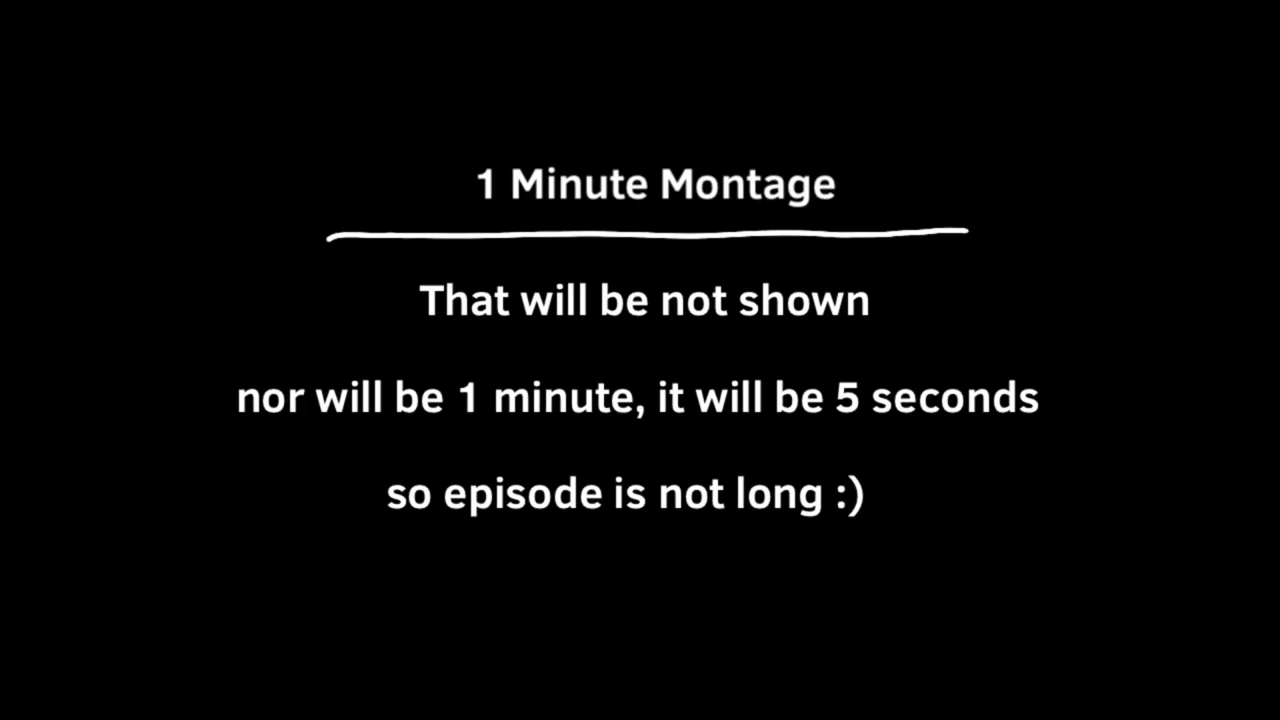 1 Minute Montage
That will be not shown
nor will be 1 minute, it will be 5 seconds
so episode is not long :)